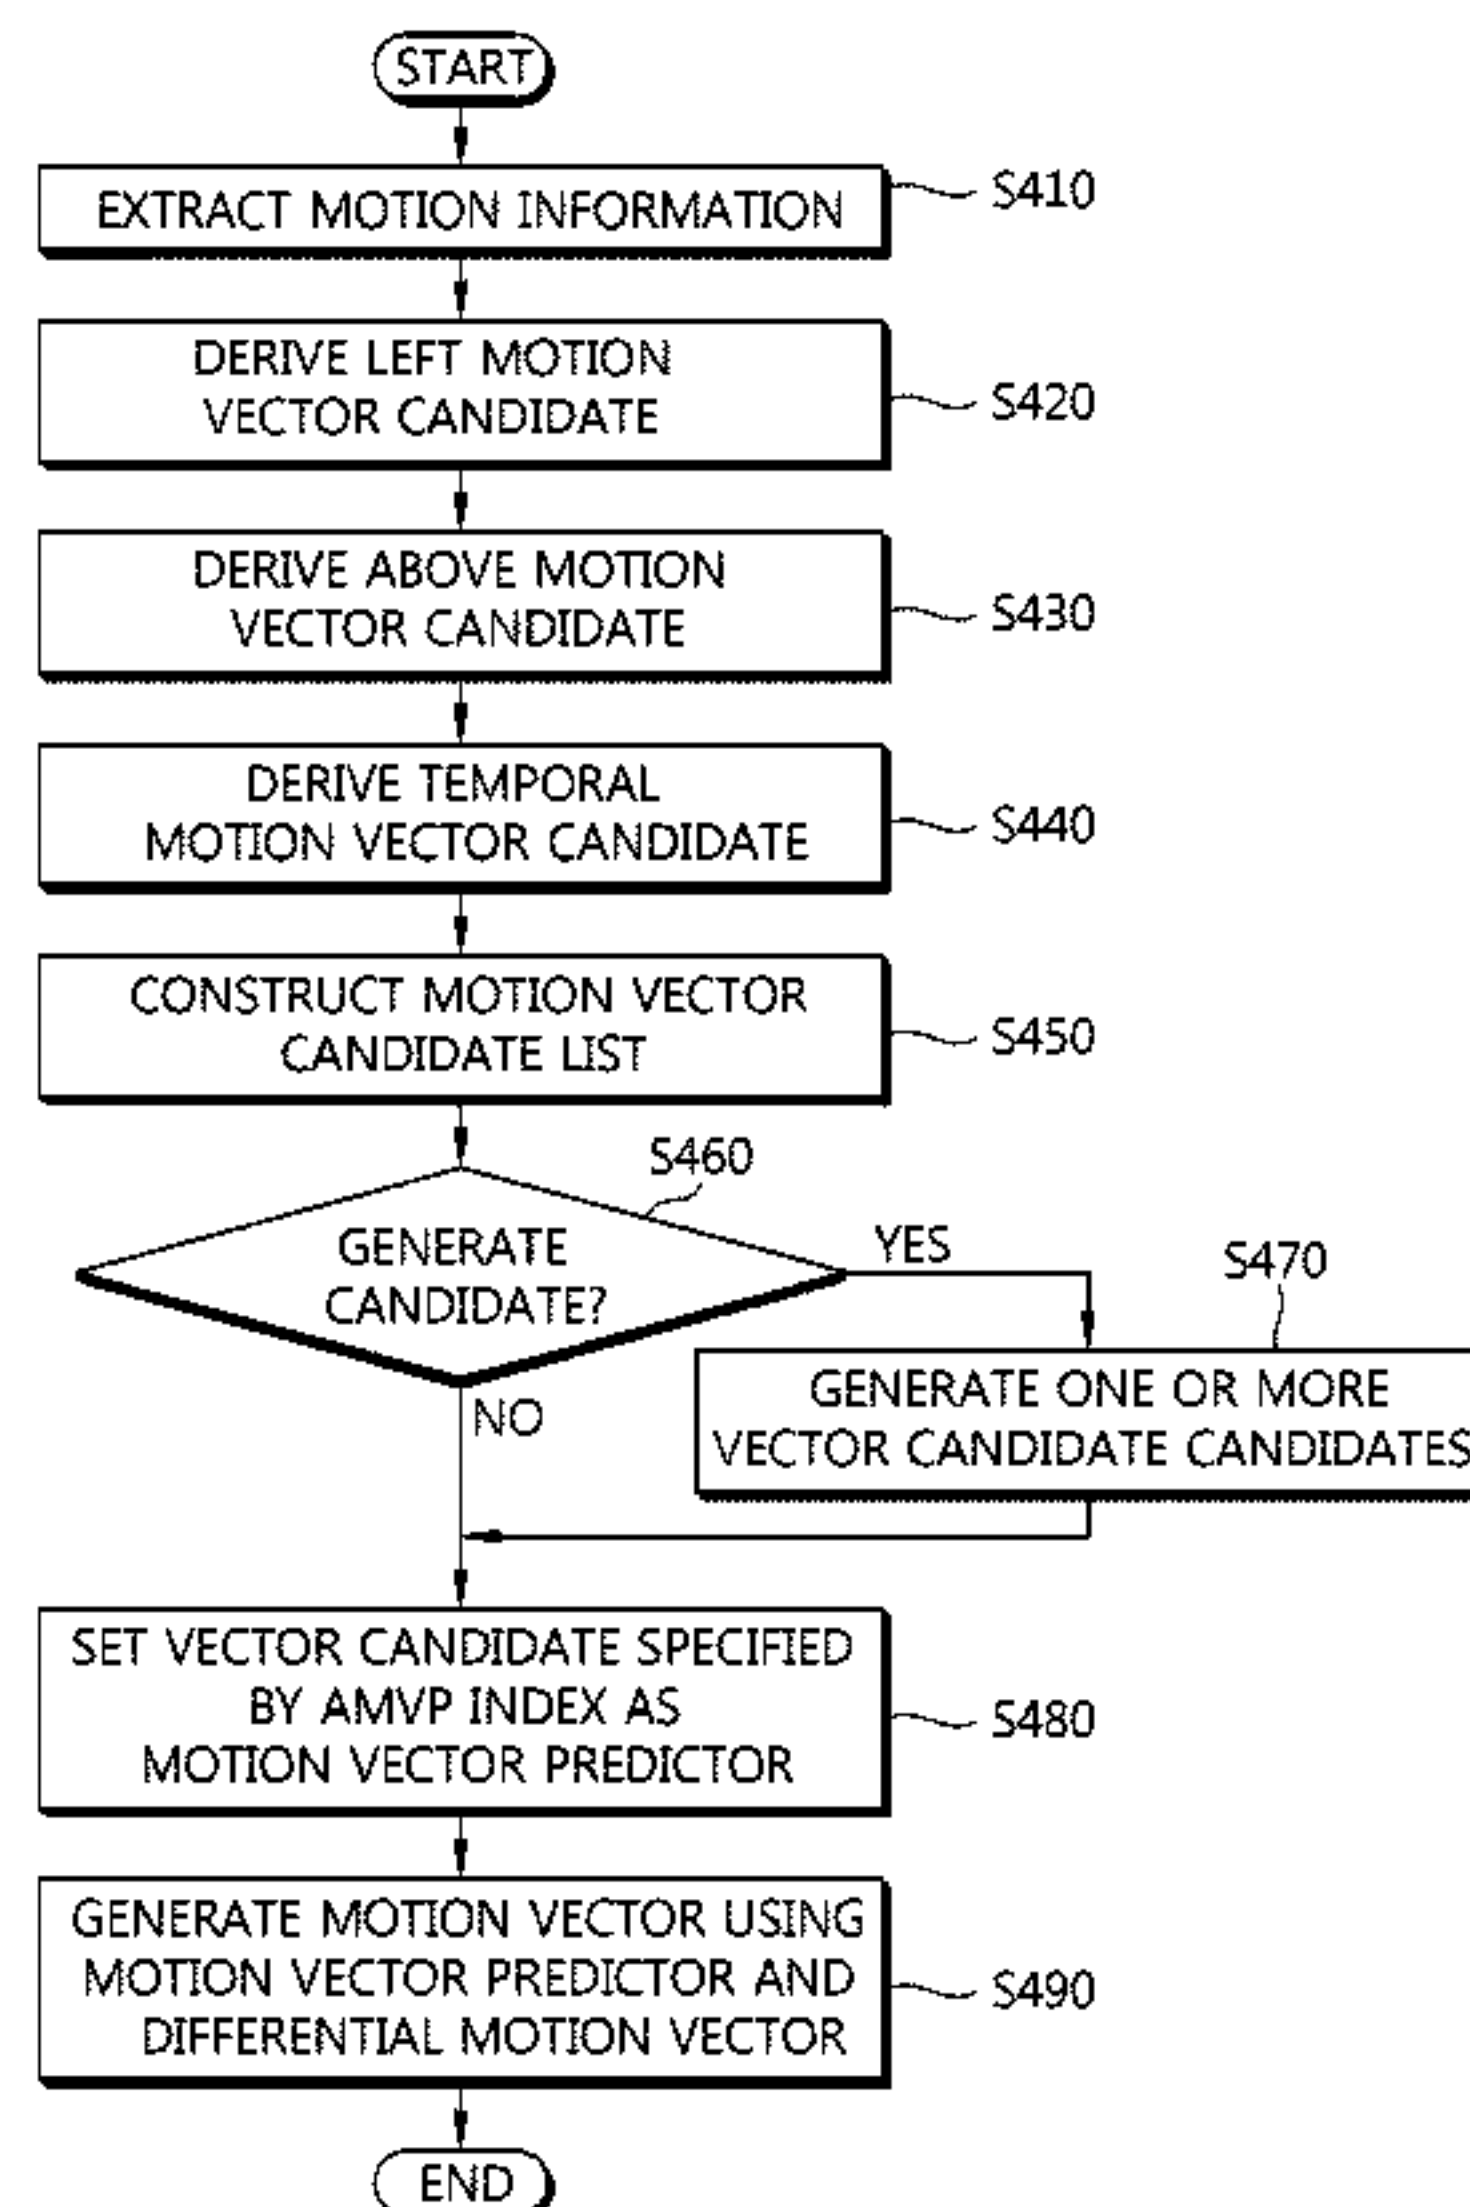 START
EXTRACT MOTION INFORMATION
S410
DERIVE LEFT MOTION
VECTOR CANDIDATE
S420
DERIVE ABOVE MOTION
VECTOR CANDIDATE
S430
DERIVE TEMPORAL
MOTION VECTOR CANDIDATE
S440
CONSTRUCT MOTION VECTOR
CANDIDATE LIST
S450
S460
GENERATE
CANDIDATE?
YES
S470
GENERATE ONE OR MORE
VECTOR CANDIDATE CANDIDATES
NO
SET VECTOR CANDIDATE SPECIFIED
BY AMVP INDEX AS
MOTION VECTOR PREDICTOR
S480
GENERATE MOTION VECTOR USING
MOTION VECTOR PREDICTOR AND
DIFFERENTIAL MOTION VECTOR
S490
END